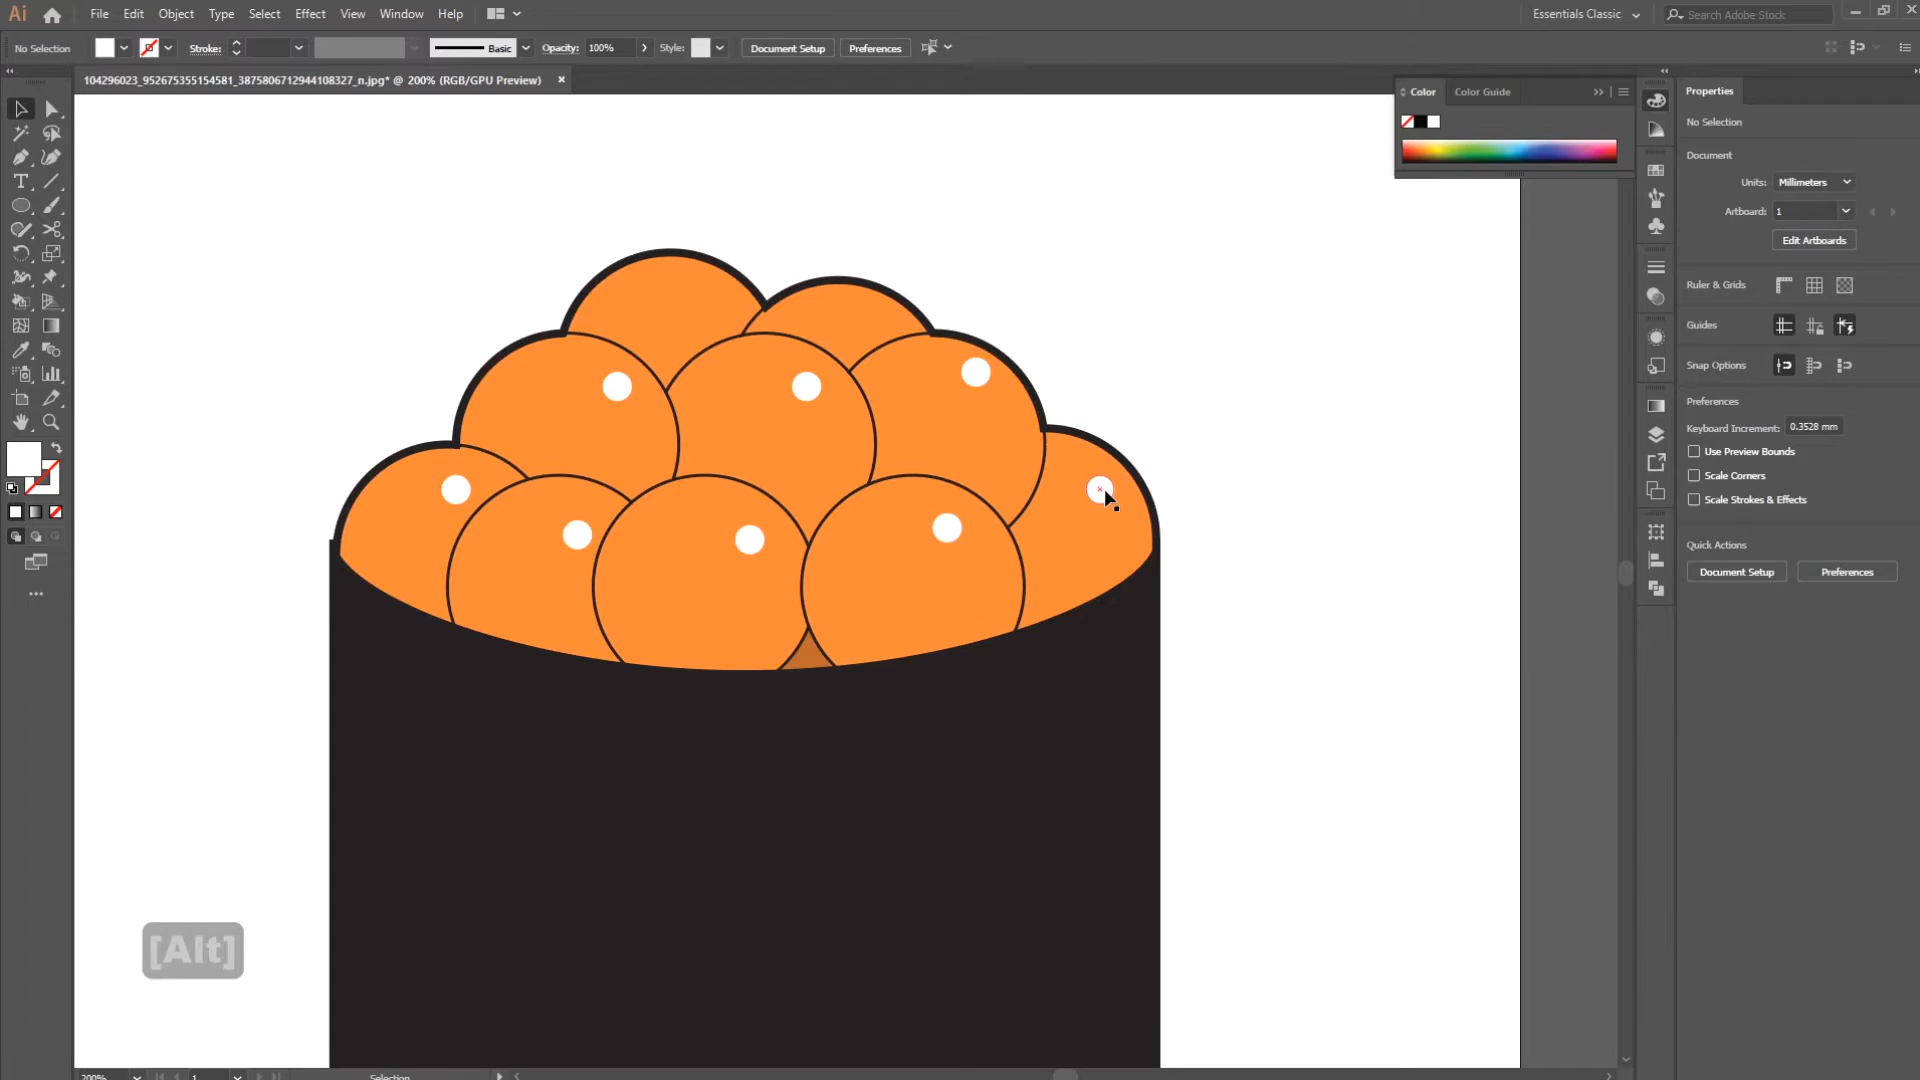 Ai File Edit Object Type Select Effect View Window Help Essentials Classic Search Adobe Stock
No Selection Stroke: Basic Opacity: 100% Style: Document Setup Preferences
104296023_952675355154581_3875806712944108327_n.jpg* @ 200% (RGB/GPU Preview)
Color Color Guide
Properties
No Selection
Document
Units: Millimeters
Artboard: 1
Edit Artboards
Ruler & Grids
Guides
Snap Options
Preferences
Keyboard Increment: 0.3528 mm
Use Preview Bounds
Scale Corners
Scale Strokes & Effects
Quick Actions
Document Setup Preferences
[Alt]
200% 1 Selection